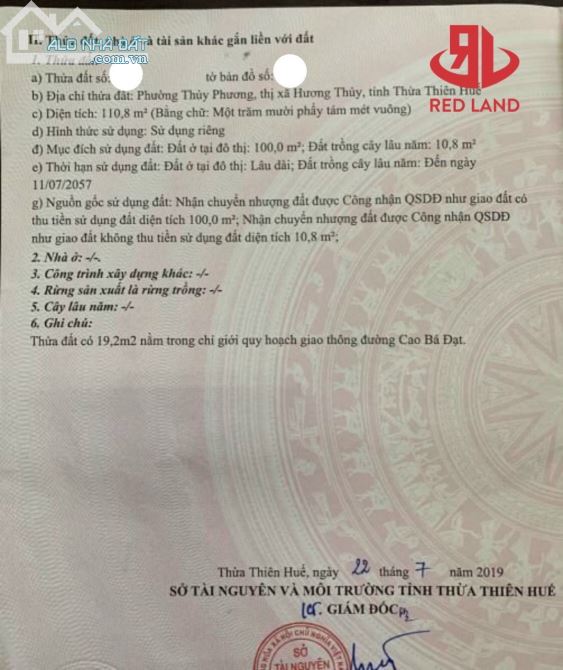 II. Thửa đất, nhà ở và tài sản khác gắn liền với đất
ALO NHÀ ĐẤT
RED LAND
1. Thửa đất:
a) Thửa đất số: tờ bản đồ số:
b) Địa chỉ thửa đất: Phường Thủy Phương, thị xã Hương Thủy, tỉnh Thừa Thiên Huế
c) Diện tích: 110,8 m² (Bằng chữ: Một trăm mười phẩy tám mét vuông)
d) Hình thức sử dụng: Sử dụng riêng
đ) Mục đích sử dụng đất: Đất ở tại đô thị: 100,0 m²; Đất trồng cây lâu năm: 10,8 m²
e) Thời hạn sử dụng đất: Đất ở tại đô thị: Lâu dài; Đất trồng cây lâu năm: Đến ngày
11/07/2057
g) Nguồn gốc sử dụng đất: Nhận chuyển nhượng đất được Công nhận QSDĐ như giao đất có
thu tiền sử dụng đất diện tích 100,0 m²; Nhận chuyển nhượng đất được Công nhận QSDĐ
như giao đất không thu tiền sử dụng đất diện tích 10,8 m²;
2. Nhà ở: -/-.
3. Công trình xây dựng khác: -/-
4. Rừng sản xuất là rừng trồng: -/-
5. Cây lâu năm: -/-
6. Ghi chú:
Thửa đất có 19,2m2 nằm trong chỉ giới quy hoạch giao thông đường Cao Bá Đạt.
Thừa Thiên Huế, ngày 22 tháng 7 năm 2019
SỞ TÀI NGUYÊN VÀ MÔI TRƯỜNG TỈNH THỪA THIÊN HUẾ
GIÁM ĐỐC
HÒA XÃ HỘI CHỦ NGHĨA VIỆT
SỞ
TÀI NGUYÊN